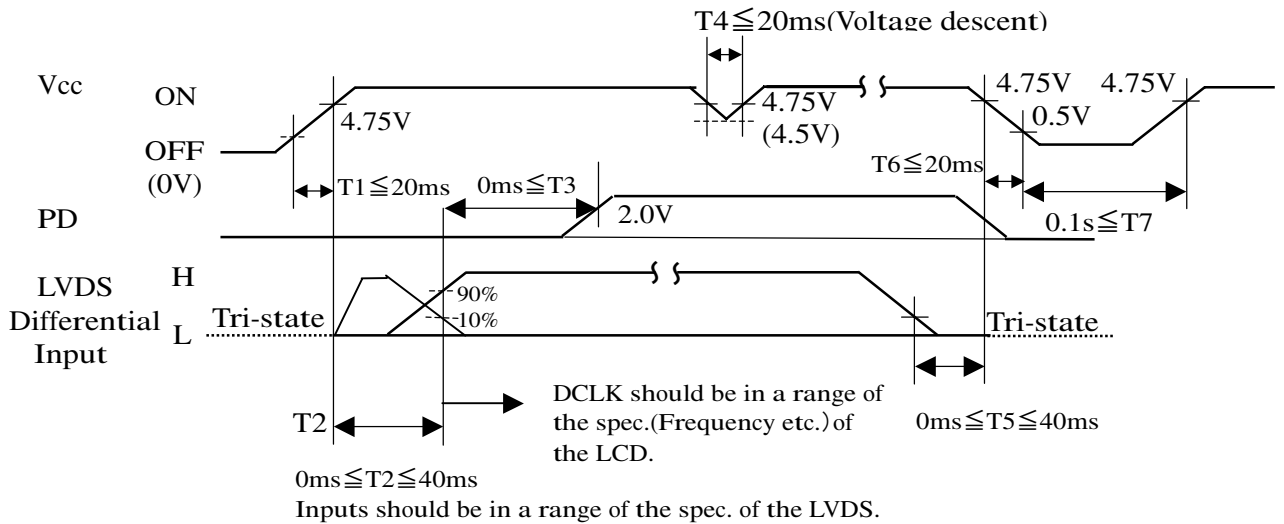 T4≦20ms(Voltage descent)
Vcc
ON
4.75V
4.75V
(4.5V)
4.75V
4.75V
0.5V
OFF
(0V)
T1≦20ms
0ms≦T3
T6≦20ms
0.1s≦T7
PD
2.0V
LVDS
Differential
Input
H
L
90%
10%
Tri-state
Tri-state
T2
DCLK should be in a range of
the spec.(Frequency etc.)of
the LCD.
0ms≦T5≦40ms
0ms≦T2≦40ms
Inputs should be in a range of the spec. of the LVDS.